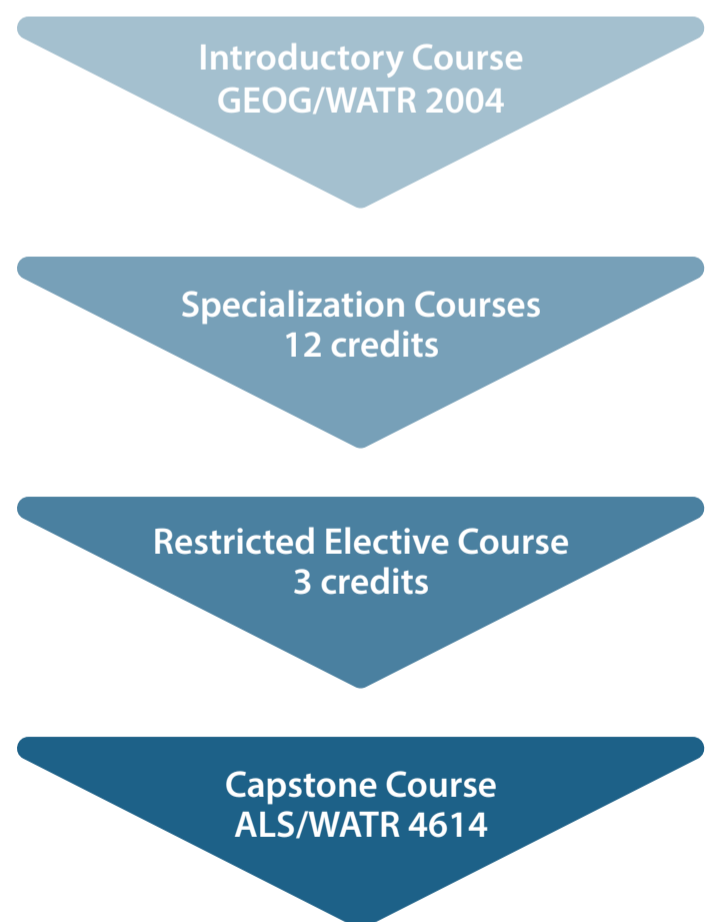 Introductory Course
GEOG/WATR 2004
Specialization Courses
12 credits
Restricted Elective Course
3 credits
Capstone Course
ALS/WATR 4614